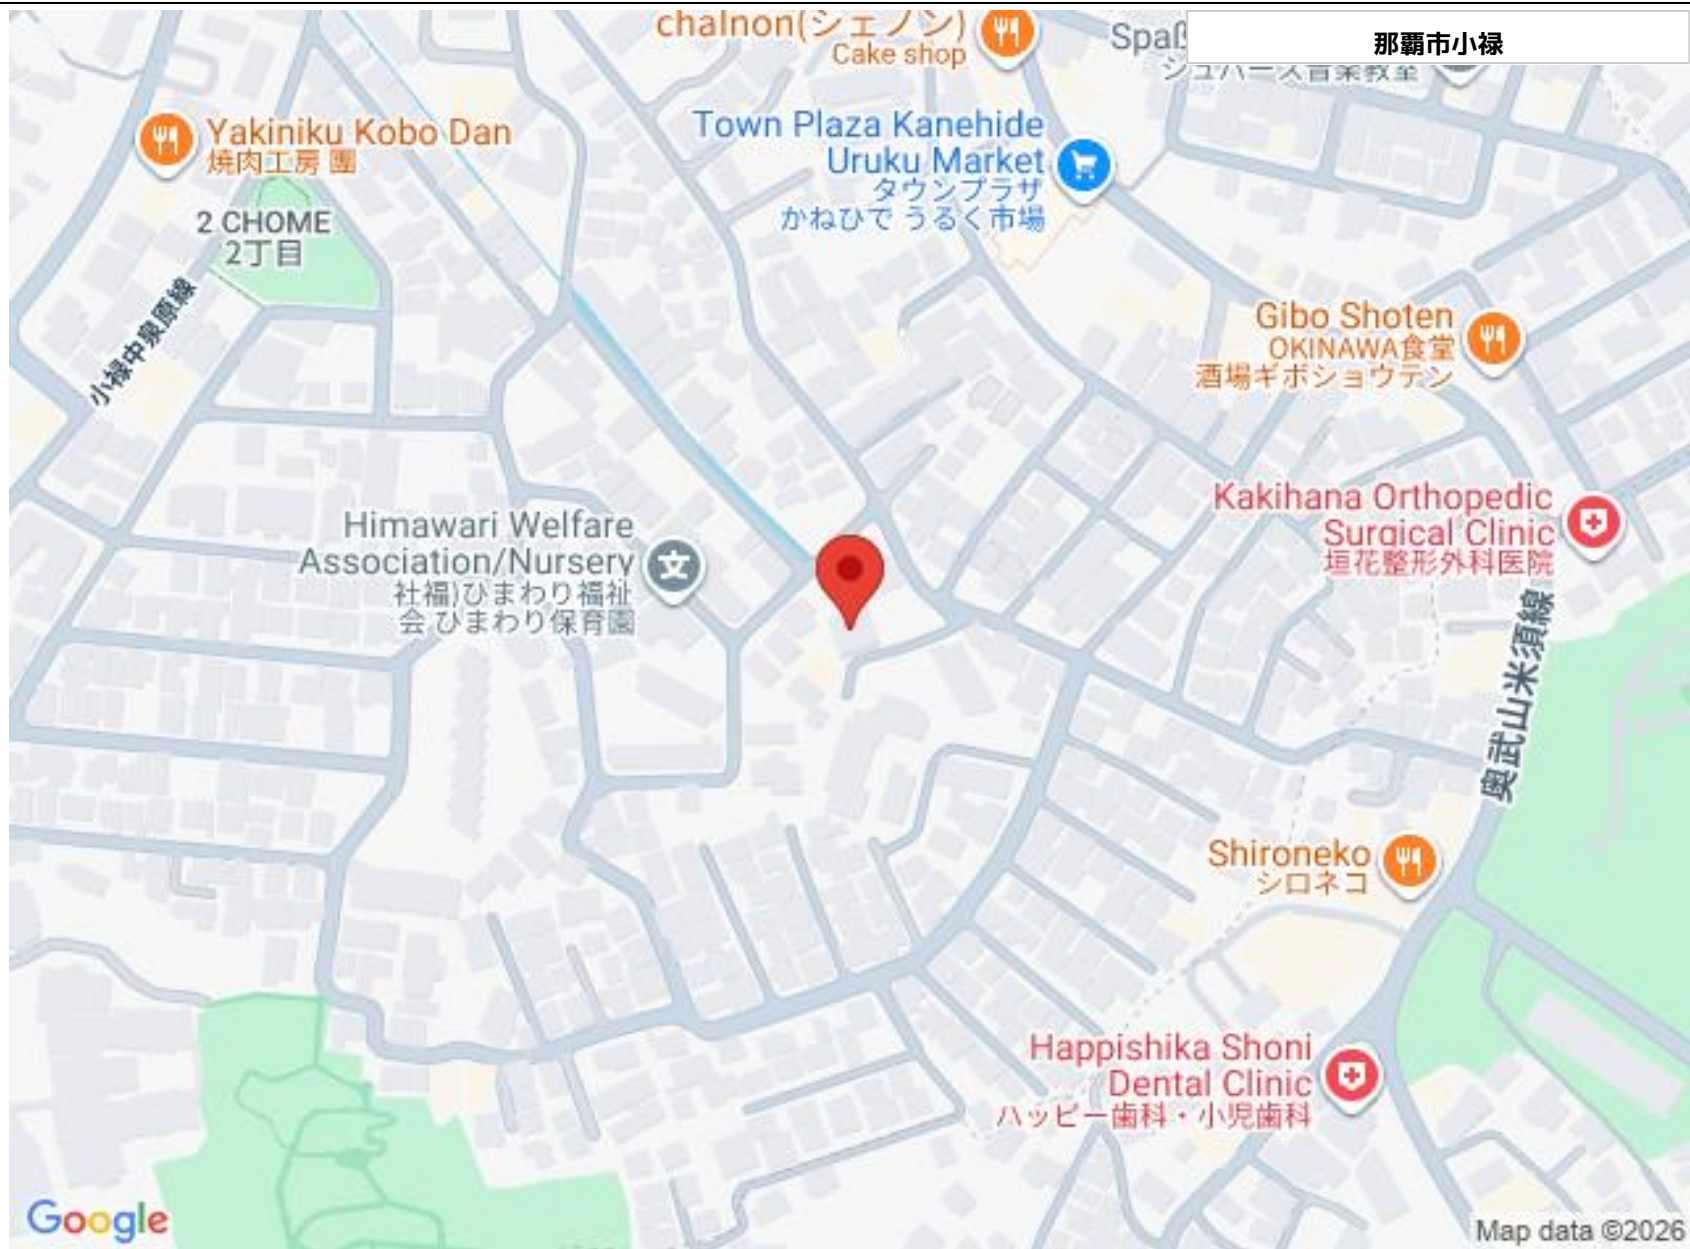 chainon(シェノン)
Cake shop
那覇市小禄
Yakiniku Kobo Dan
焼肉工房 團
Town Plaza Kanehide
Uruku Market
タウンプラザ
かねひで うるく市場
2 CHOME
2丁目
小禄中泉原線
Gibo Shoten
OKINAWA食堂
酒場ギボショウテン
Kakihana Orthopedic
Surgical Clinic
垣花整形外科医院
Himawari Welfare
Association/Nursery
社福)ひまわり福祉
会 ひまわり保育園
奥武山米須線
Shironeko
シロネコ
Happishika Shoni
Dental Clinic
ハッピー歯科・小児歯科
Google
Map data ©2026